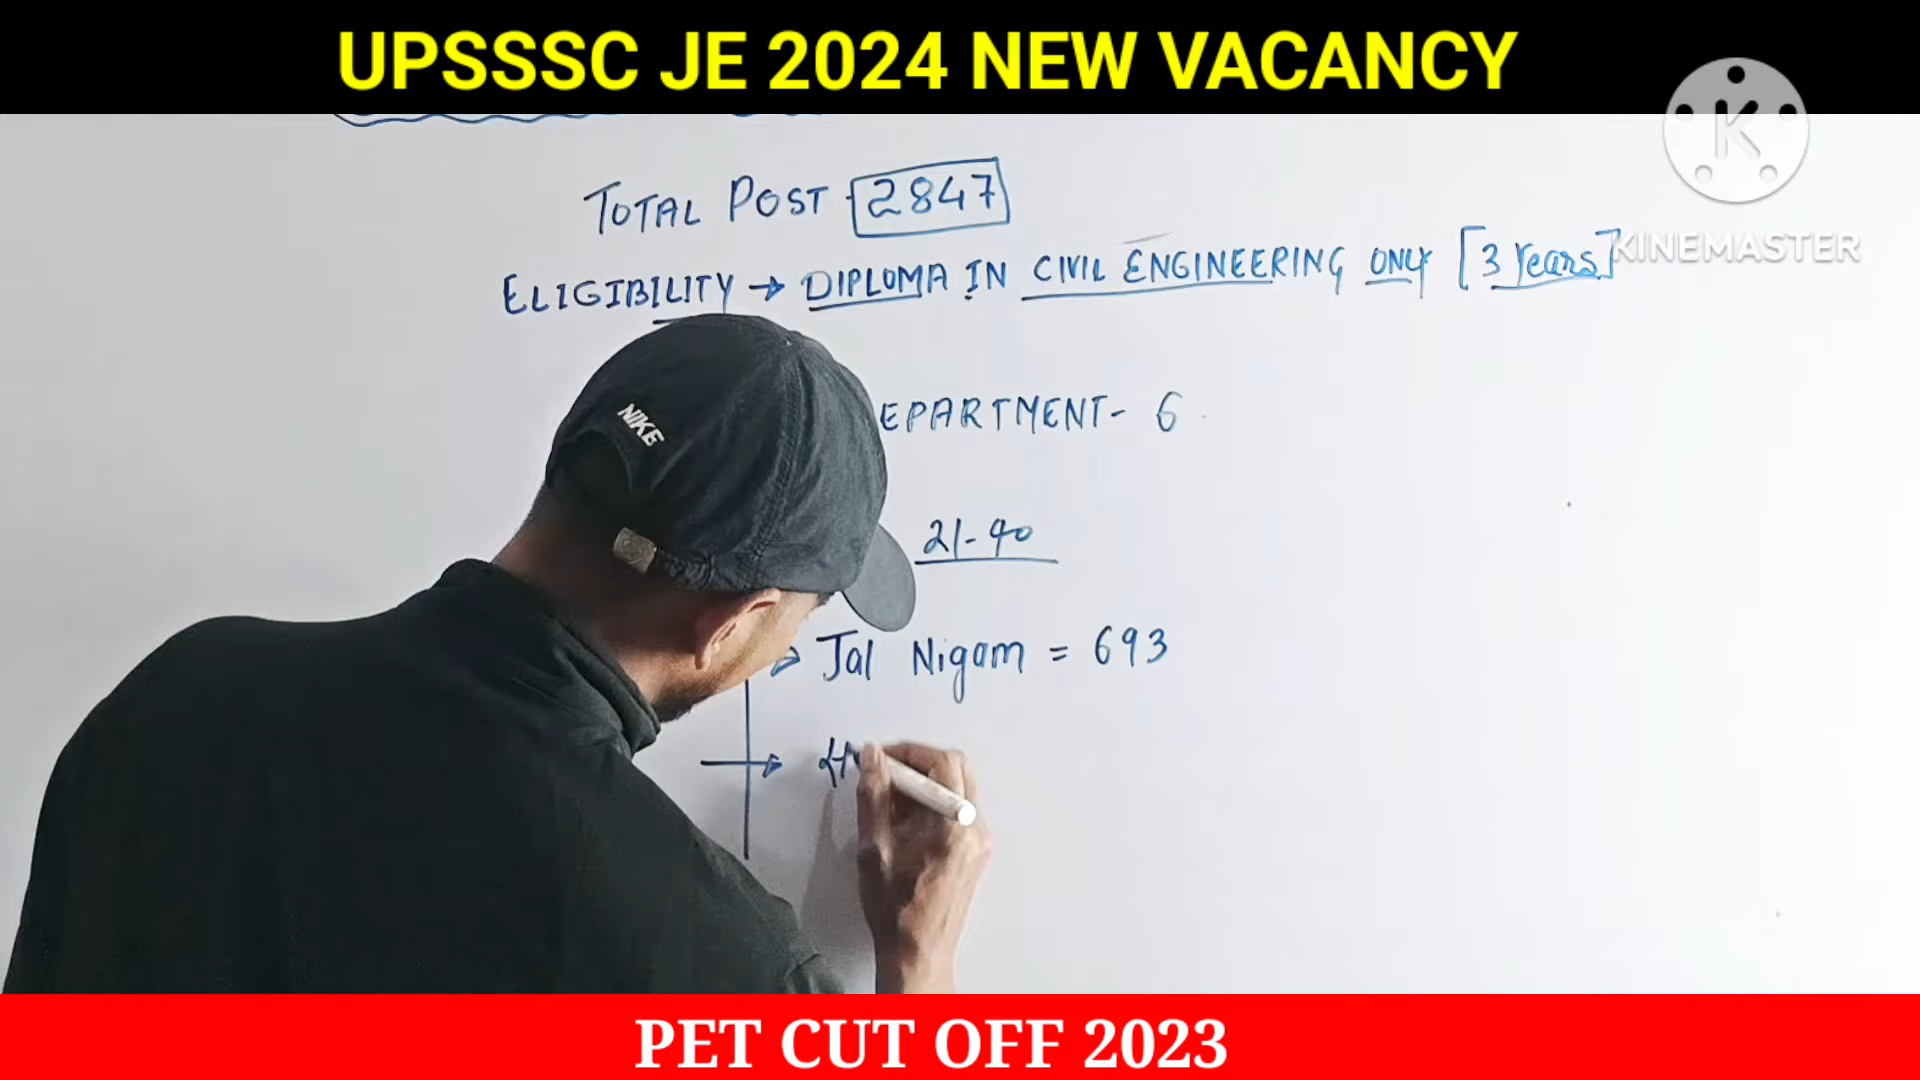 UPSSSC JE 2024 NEW VACANCY
KINEMASTER
TOTAL POST - 2847
ELIGIBILITY → DIPLOMA IN CIVIL ENGINEERING ONLY [3 Years]
NIKE
EPARTMENT - 6
21-40
→ Jal Nigam = 693
PET CUT OFF 2023